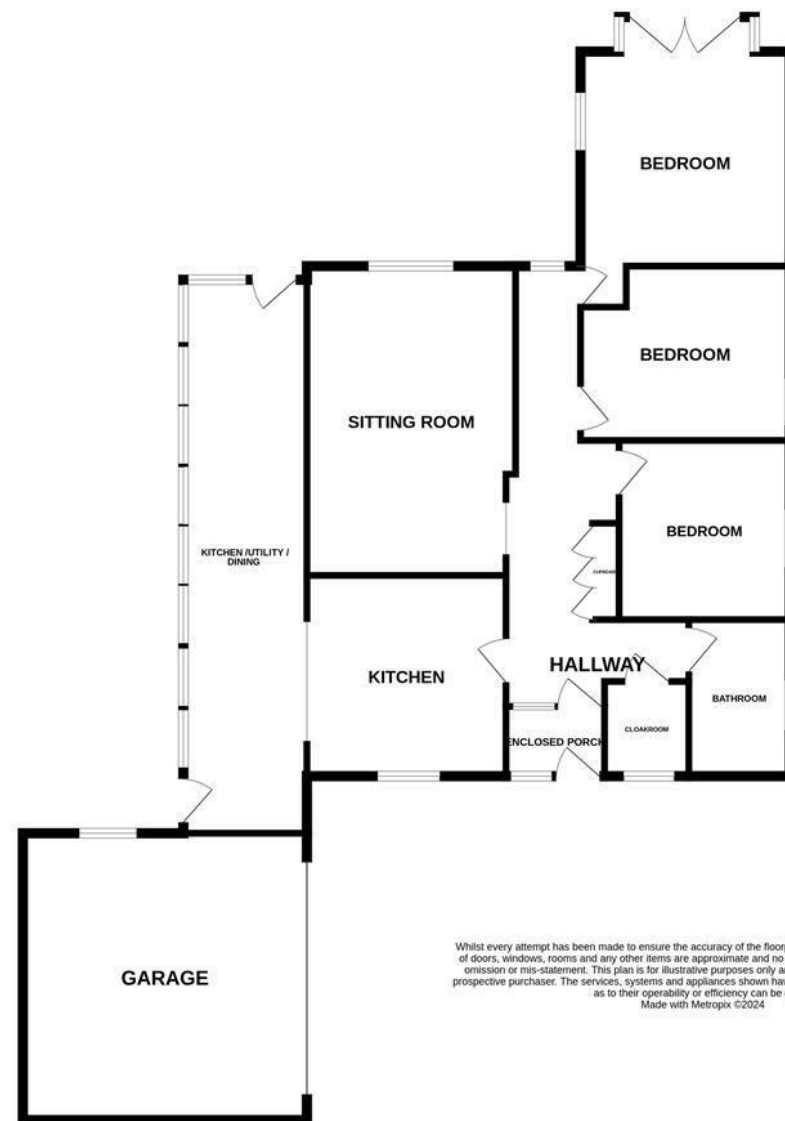 BEDROOM
BEDROOM
SITTING ROOM
BEDROOM
KITCHEN /UTILITY /
DINING
HALLWAY
KITCHEN
BATHROOM
CLOAKROOM
ENCLOSED PORCH
GARAGE
Whilst every attempt has been made to ensure the accuracy of the
of doors, windows, rooms and any other items are approximate and no
omission or mis-statement. This plan is for illustrative purposes only
prospective purchaser. The services, systems and appliances shown
as to their operability or efficiency can be
Made with Metropix ©2024